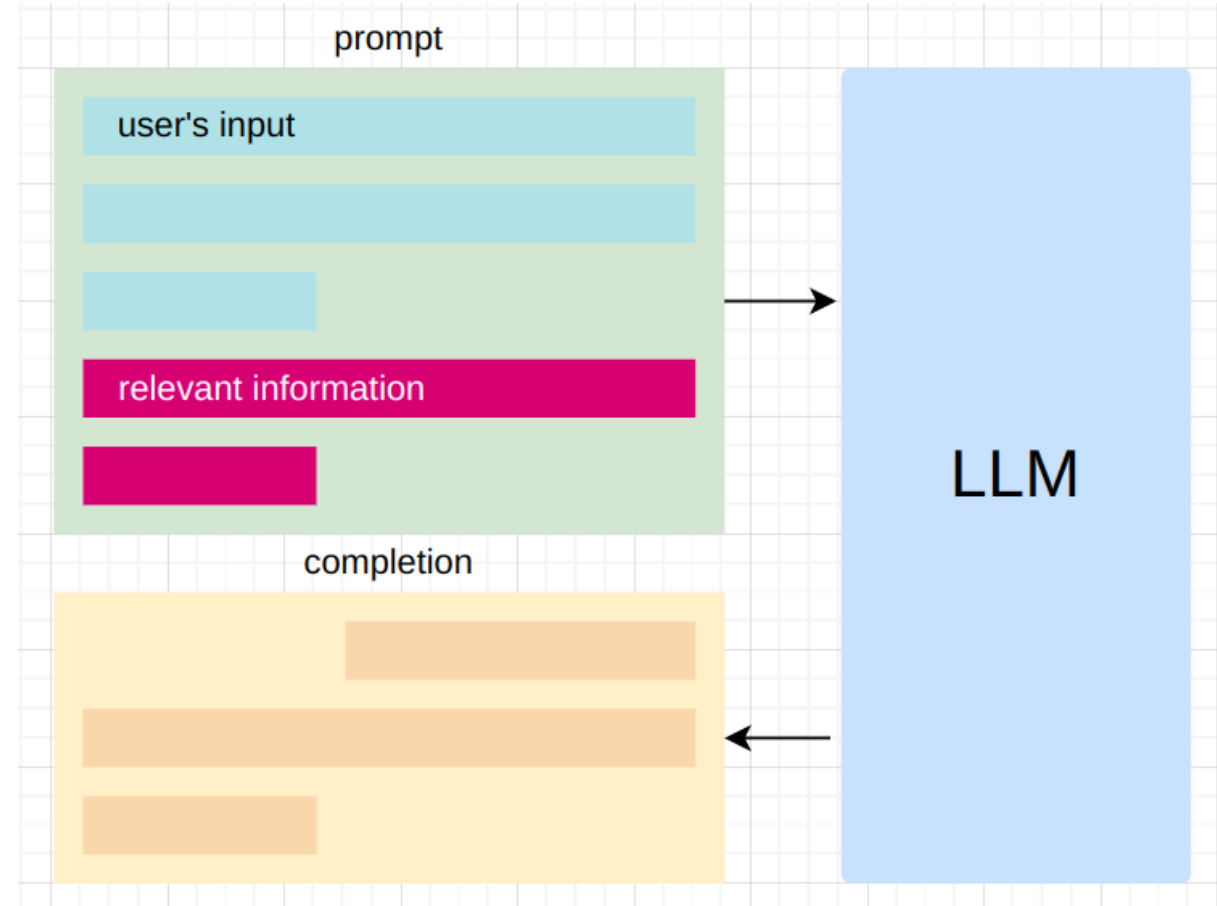 prompt
user's input
relevant information
LLM
completion